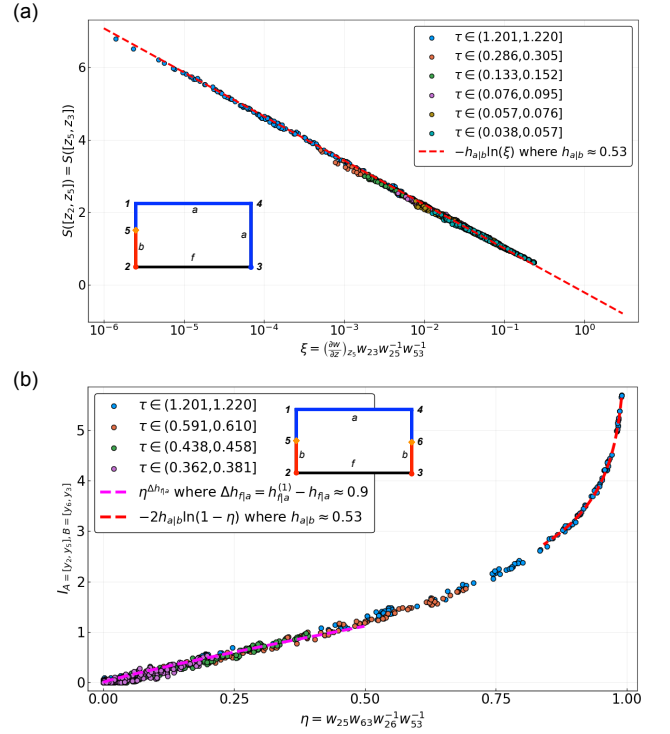 (a)
S([z₂, z₅]) = S([z₅, z₃])
6
4
2
0
τ ∈ (1.201,1.220]
τ ∈ (0.286,0.305]
τ ∈ (0.133,0.152]
τ ∈ (0.076,0.095]
τ ∈ (0.057,0.076]
τ ∈ (0.038,0.057]
−h_{a|b}ln(ξ) where h_{a|b} ≈ 0.53
1 4
a
5 a
b
f
2 3
10⁻⁶ 10⁻⁵ 10⁻⁴ 10⁻³ 10⁻² 10⁻¹ 10⁰
ξ = (∂w/∂z)_{z₅} w₂₃ w₂₅⁻¹ w₅₃⁻¹
(b)
I_{A = [y₂, y₅], B = [y₆, y₃]}
6
5
4
3
2
1
0
τ ∈ (1.201,1.220]
τ ∈ (0.591,0.610]
τ ∈ (0.438,0.458]
τ ∈ (0.362,0.381]
η^{Δh_{f|a}} where Δh_{f|a} = h_{f|a}^{(1)} − h_{f|a} ≈ 0.9
−2h_{a|b}ln(1 − η) where h_{a|b} ≈ 0.53
1 4
a
5 6
b b
f
2 3
0.00 0.25 0.50 0.75 1.00
η = w₂₅ w₆₃ w₂₆⁻¹ w₅₃⁻¹